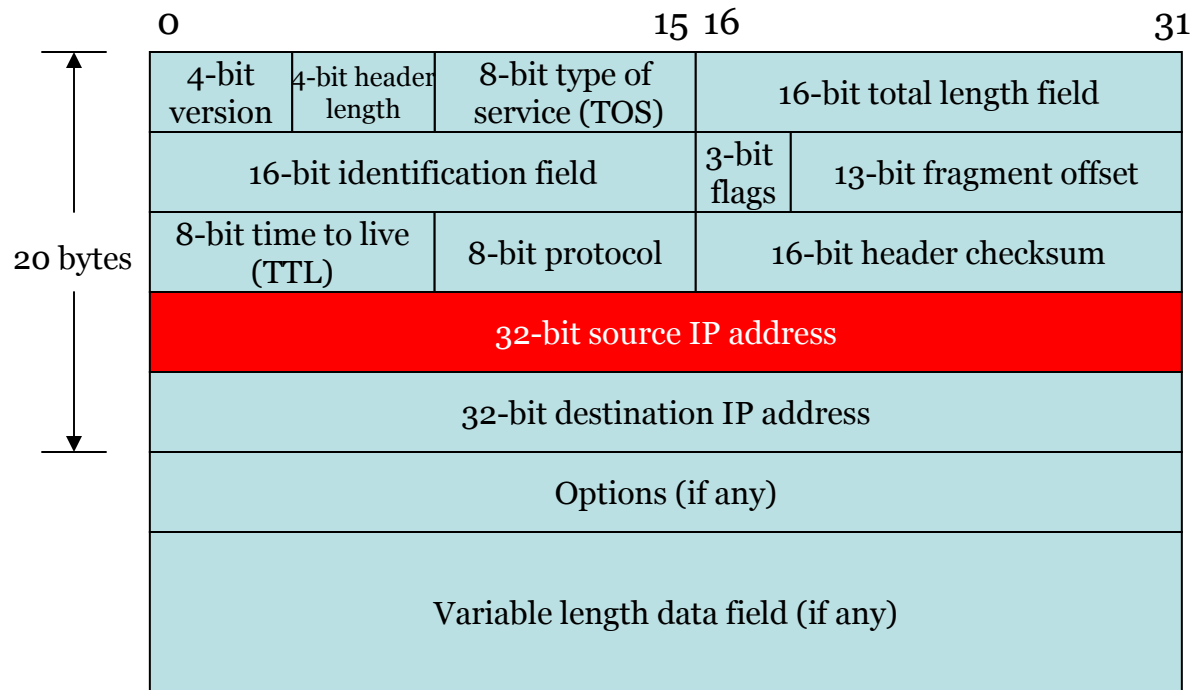 0 15 16 31
4-bit version
4-bit header length
8-bit type of service (TOS)
16-bit total length field
16-bit identification field
3-bit flags
13-bit fragment offset
8-bit time to live (TTL)
8-bit protocol
16-bit header checksum
20 bytes
32-bit source IP address
32-bit destination IP address
Options (if any)
Variable length data field (if any)